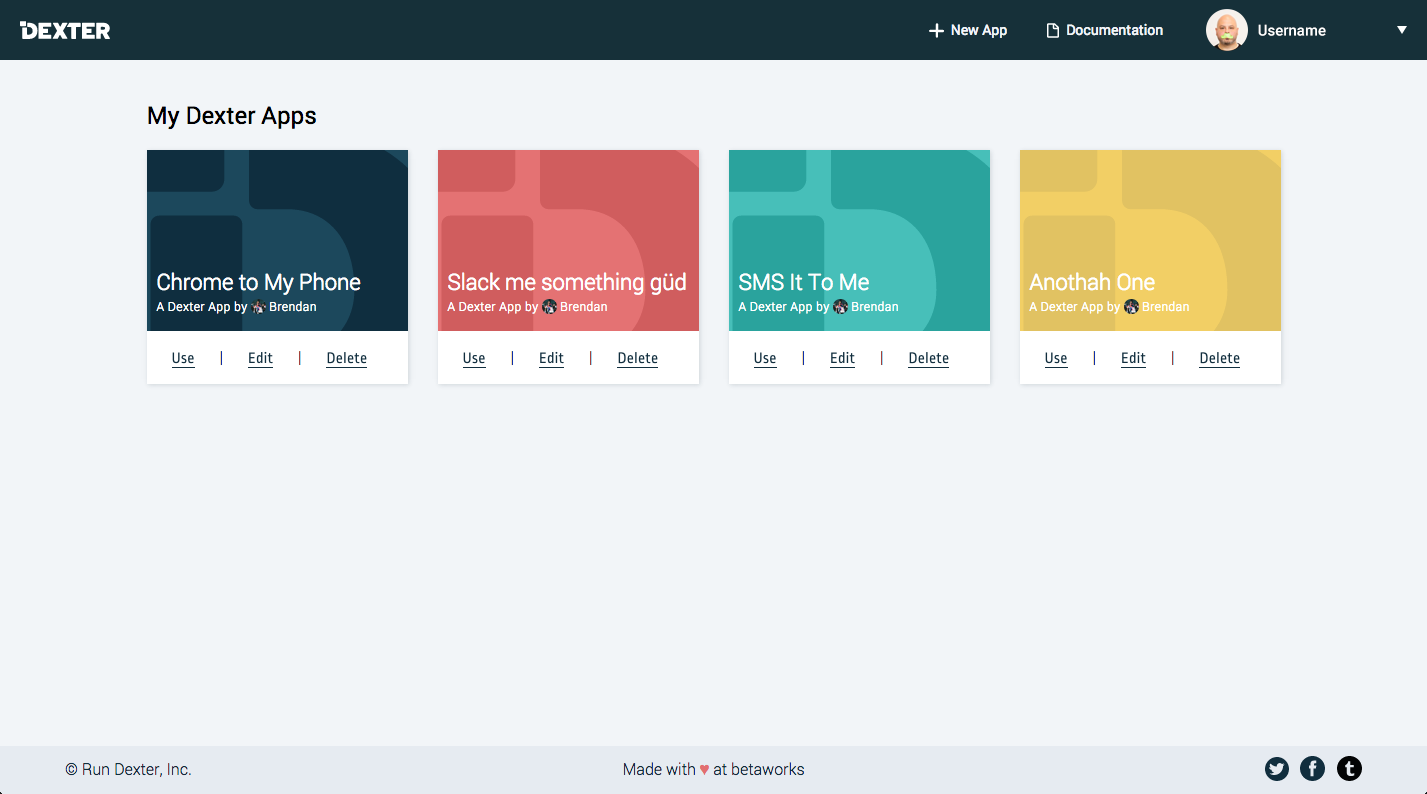 DEXTER
New App
Documentation
Username
My Dexter Apps
Chrome to My Phone
A Dexter App by Brendan
Use | Edit | Delete
Slack me something güd
A Dexter App by Brendan
Use | Edit | Delete
SMS It To Me
A Dexter App by Brendan
Use | Edit | Delete
Anothah One
A Dexter App by Brendan
Use | Edit | Delete
© Run Dexter, Inc.
Made with ♥ at betaworks